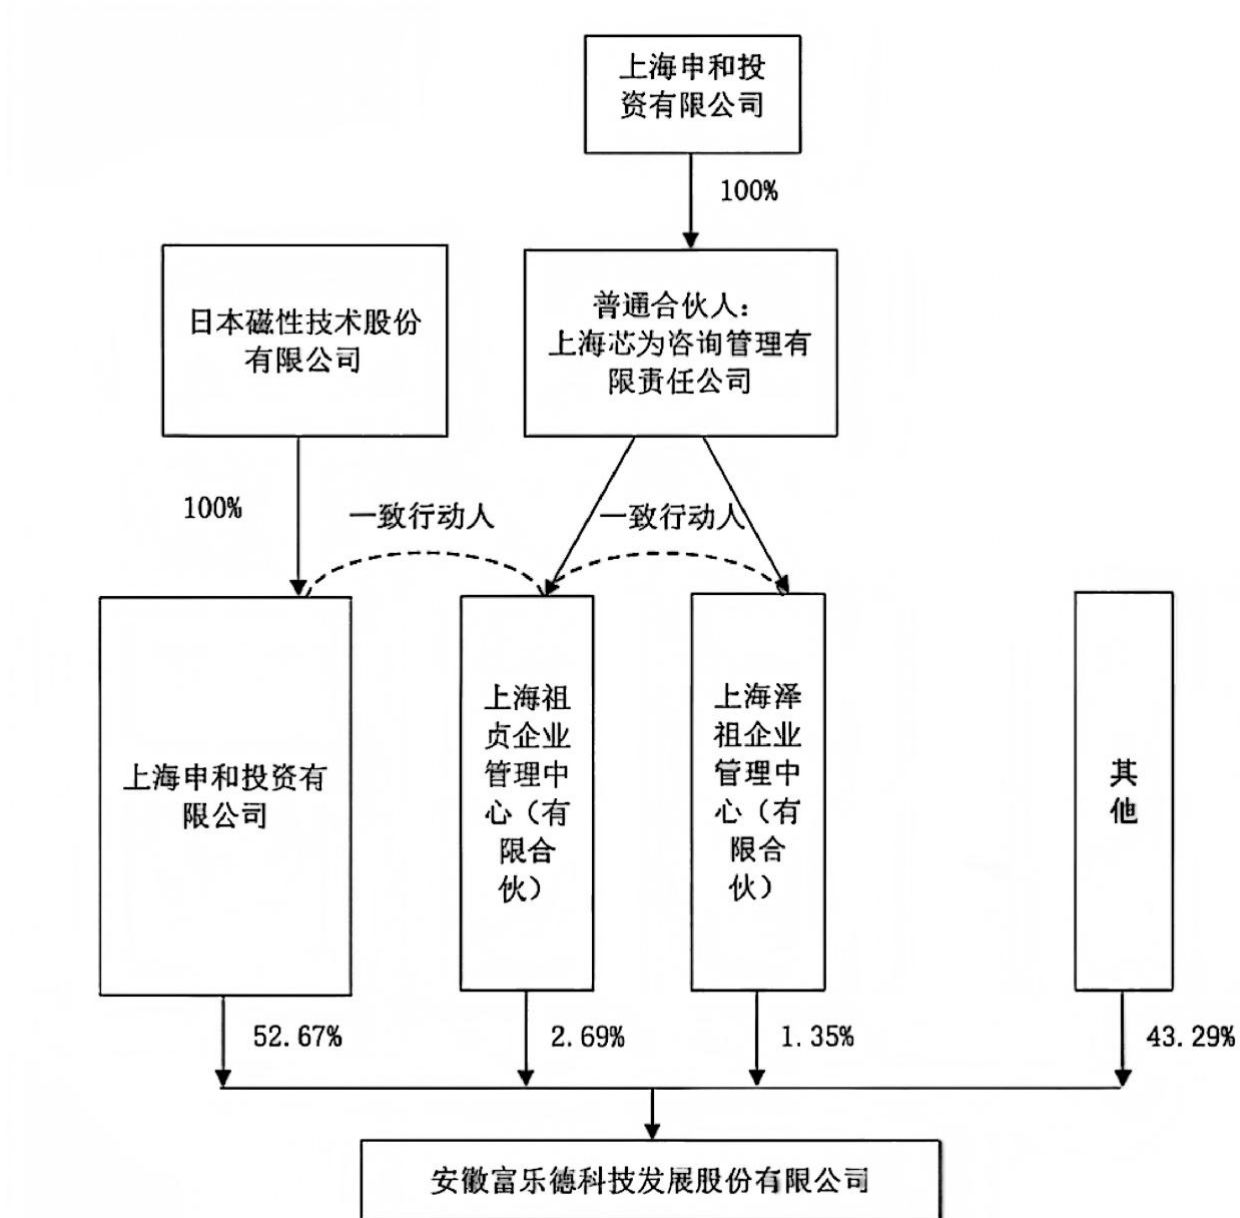 上海申和投
资有限公司
100%
日本磁性技术股份
有限公司
普通合伙人：
上海芯为咨询管理有
限责任公司
100%
一致行动人
一致行动人
上海申和投资有
限公司
上海祖
贞企业
管理中
心（有
限合
伙）
上海泽
祖企业
管理中
心（有
限合
伙）
其
他
52.67%
2.69%
1.35%
43.29%
安徽富乐德科技发展股份有限公司